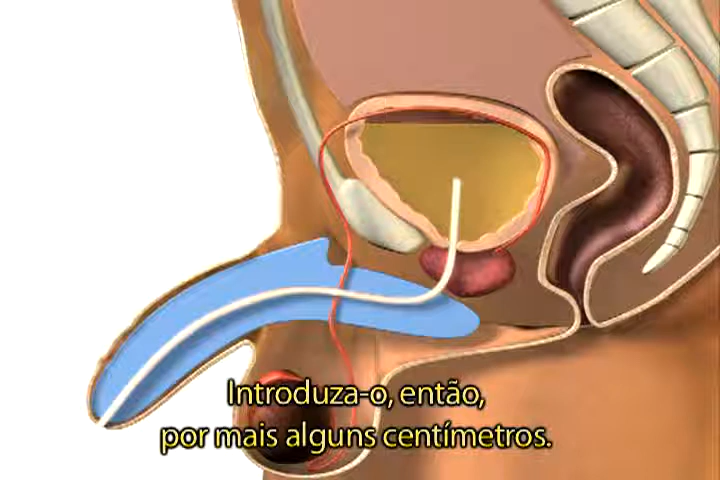 Introduza-o, então,
por mais alguns centímetros.